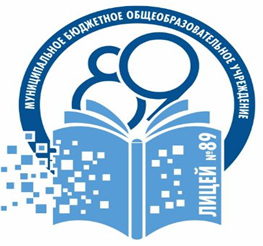 МУНИЦИПАЛЬНОЕ БЮДЖЕТНОЕ ОБЩЕОБРАЗОВАТЕЛЬНОЕ УЧРЕЖДЕНИЕ
89
ЛИЦЕЙ №89